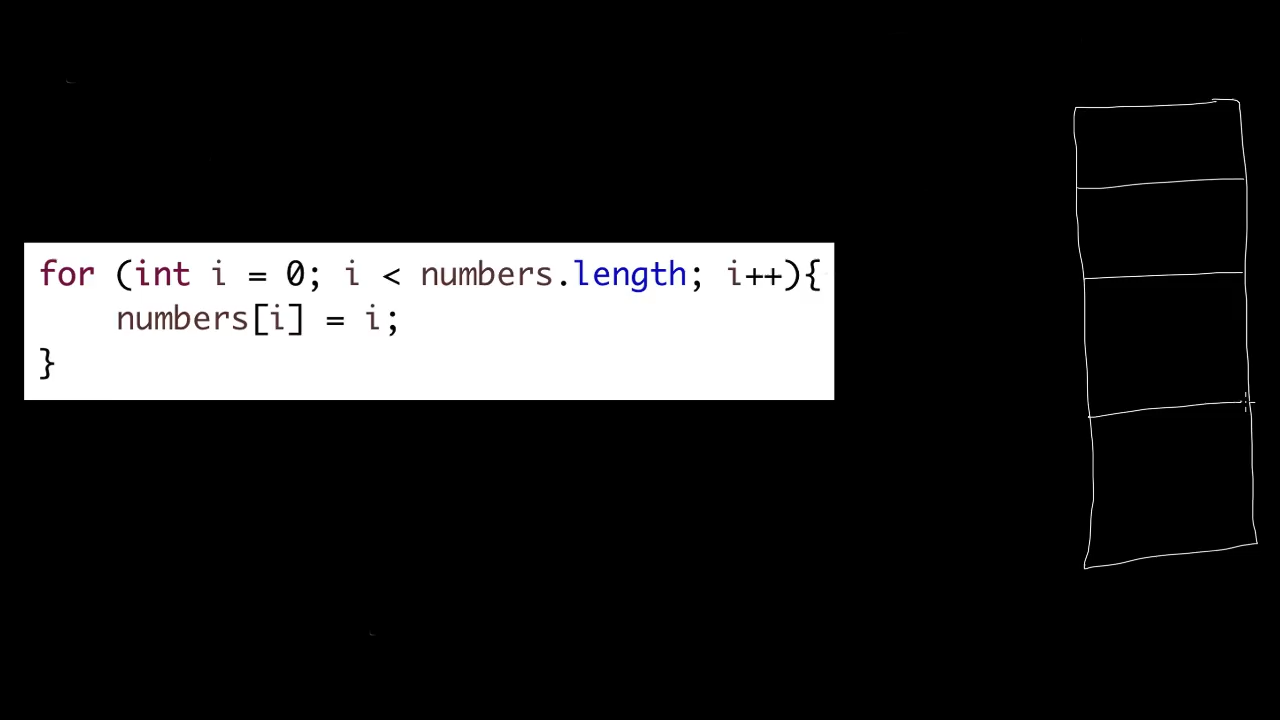 for (int i = 0; i < numbers.length; i++){
    numbers[i] = i;
}